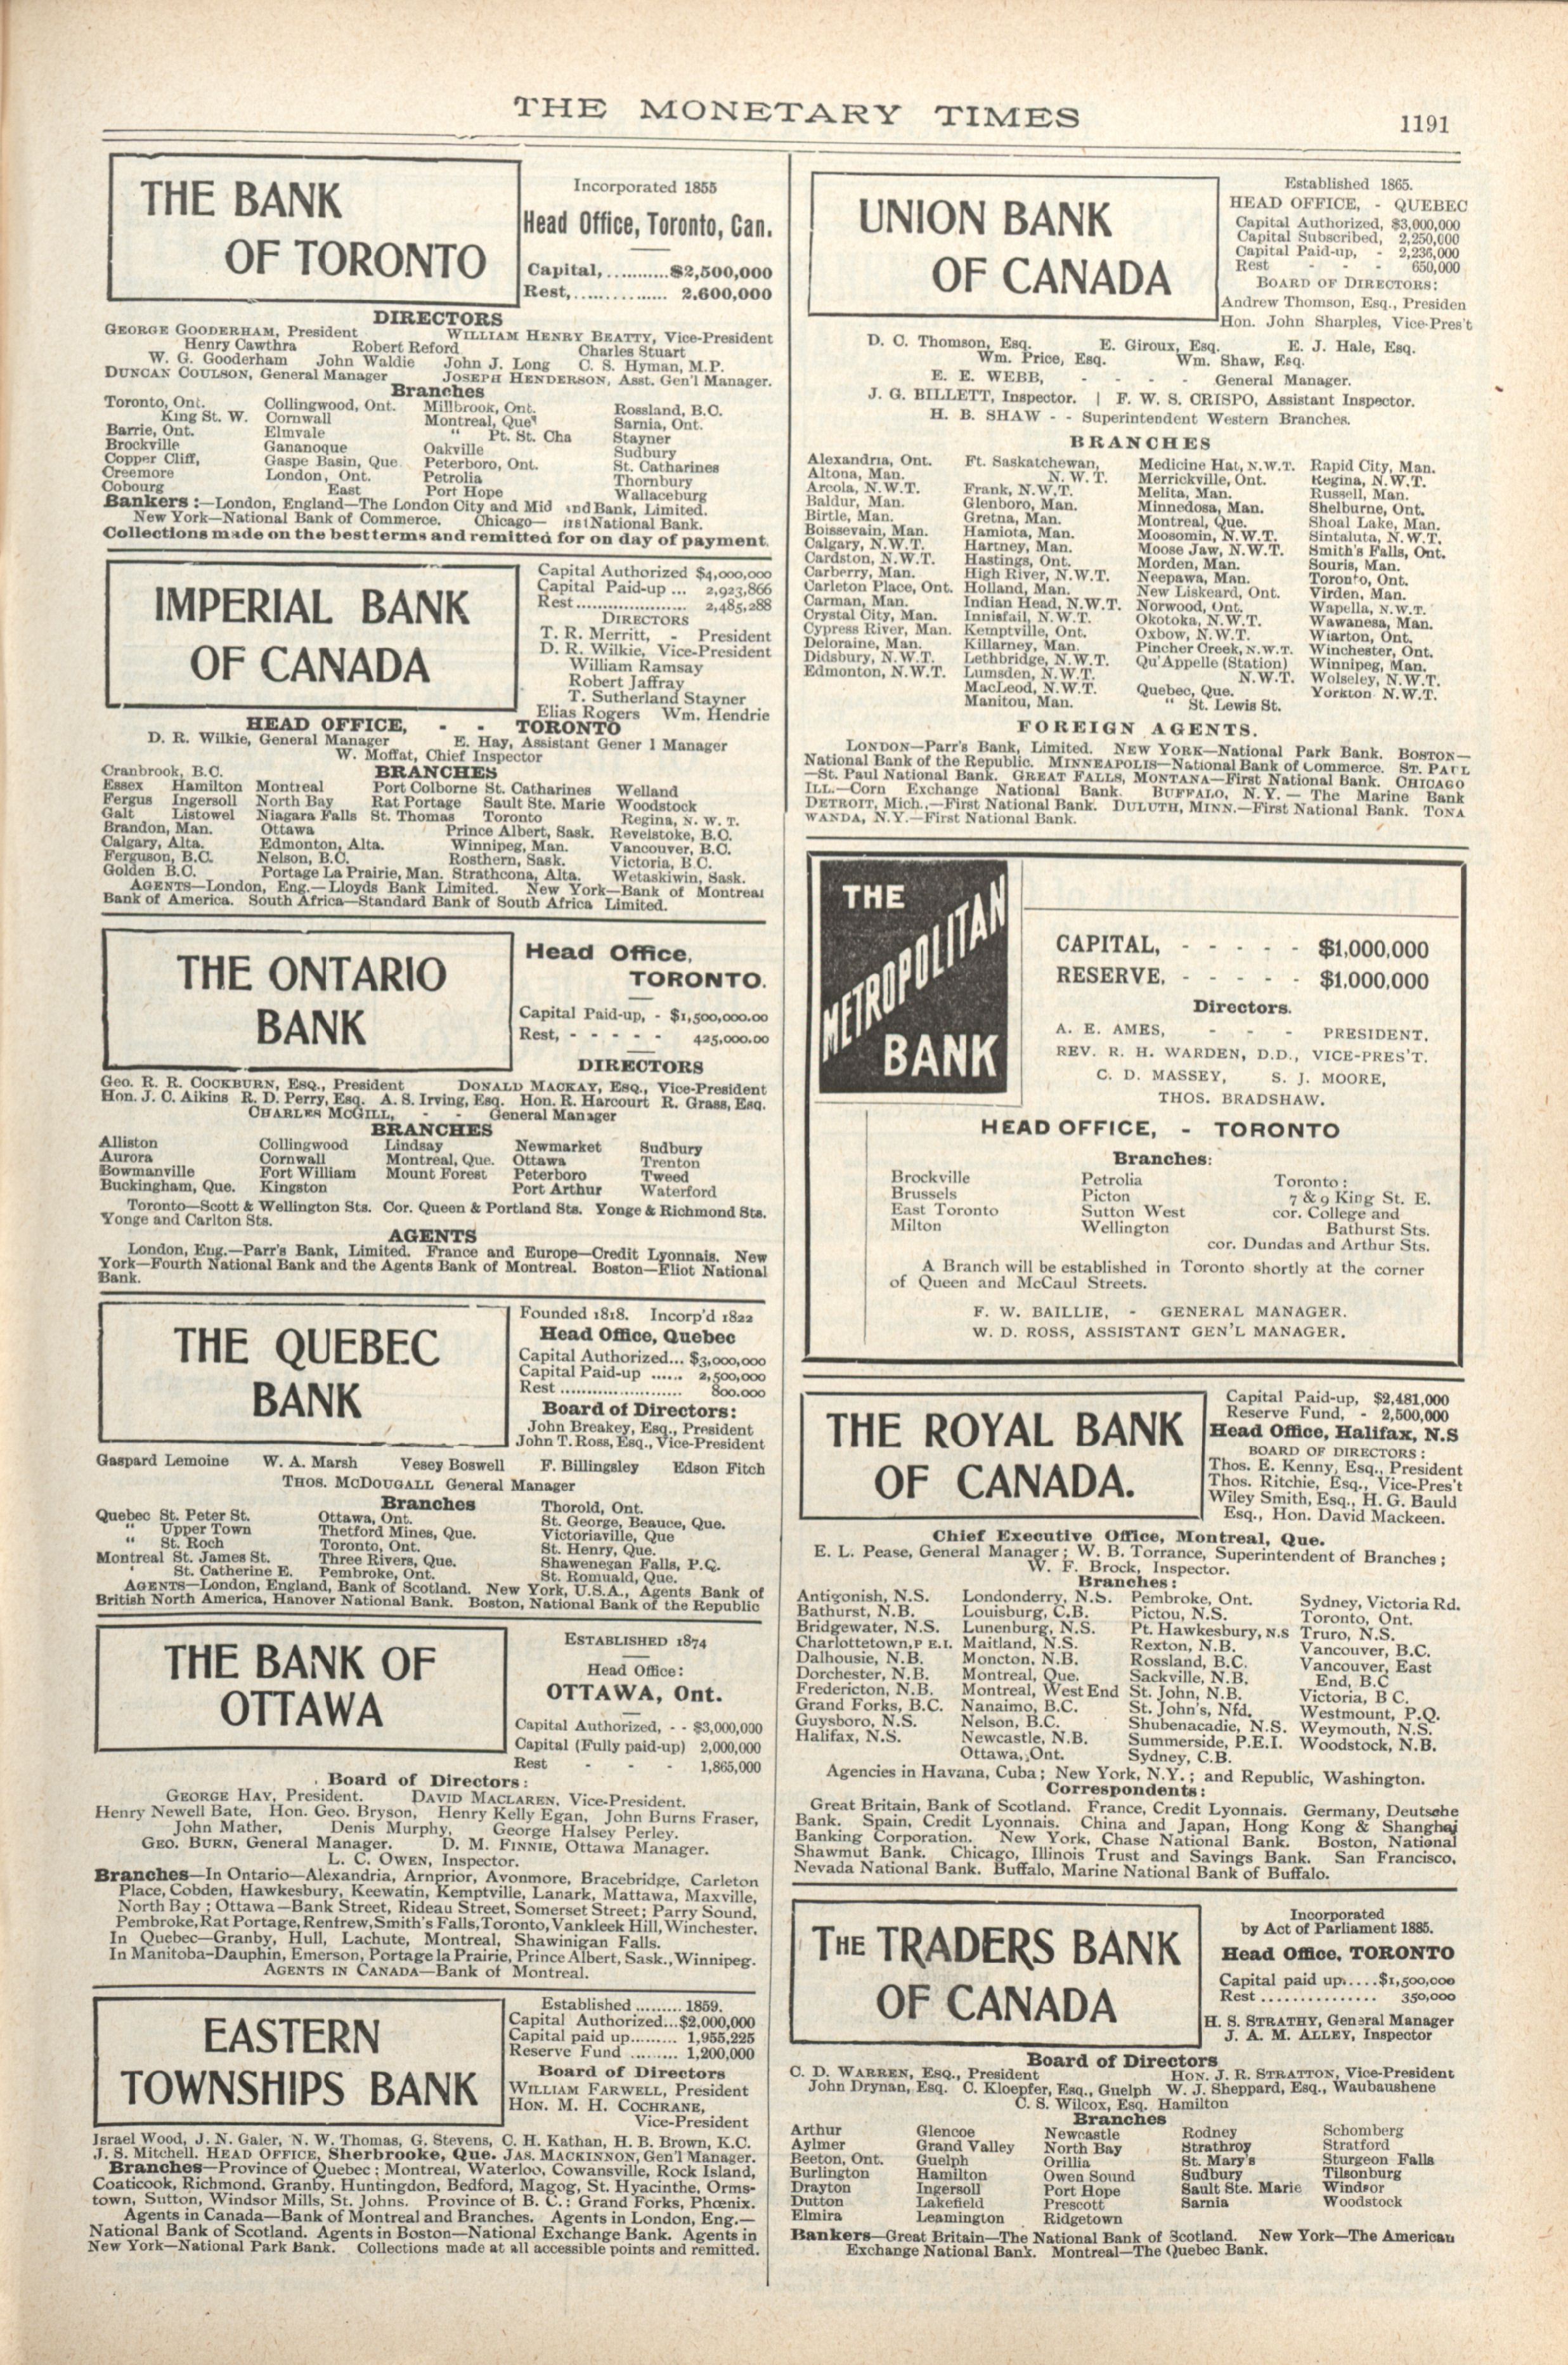 THE MONETARY TIMES
1191
THE BANK
OF TORONTO
Incorporated 1855
Head Office, Toronto, Can.
Capital,...........$2,500,000
Rest,............... 2.600,000
DIRECTORS
GEORGE GOODERHAM, President WILLIAM HENRY BEATTY, Vice-President
Henry Cawthra Robert Reford Charles Stuart
W. G. Gooderham John Waldie John J. Long C. S. Hyman, M.P.
DUNCAN COULSON, General Manager JOSEPH HENDERSON, Asst. Gen'l Manager.
Branches
Toronto, Ont. Collingwood, Ont. Millbrook, Ont. Rossland, B.C.
King St. W. Cornwall Montreal, Que Sarnia, Ont.
Barrie, Ont. Elmvale " Pt. St. Cha Stayner
Brockville Gananoque Oakville Sudbury
Copper Cliff, Gaspe Basin, Que. Peterboro, Ont. St. Catharines
Creemore London, Ont. Petrolia Thornbury
Cobourg East Port Hope Wallaceburg
Bankers :—London, England—The London City and Mid nd Bank, Limited.
New York—National Bank of Commerce. Chicago— irst National Bank.
Collections made on the best terms and remitted for on day of payment.
IMPERIAL BANK
OF CANADA
Capital Authorized $4,000,000
Capital Paid-up ... 2,923,866
Rest...................... 2,485,288
DIRECTORS
T. R. Merritt, - President
D. R. Wilkie, Vice-President
William Ramsay
Robert Jaffray
T. Sutherland Stayner
Elias Rogers Wm. Hendrie
HEAD OFFICE, - - TORONTO
D. R. Wilkie, General Manager E. Hay, Assistant Gener l Manager
W. Moffat, Chief Inspector
BRANCHES
Cranbrook, B.C.
Essex Hamilton Montreal Port Colborne St. Catharines Welland
Fergus Ingersoll North Bay Rat Portage Sault Ste. Marie Woodstock
Galt Listowel Niagara Falls St. Thomas Toronto Regina, N. W. T.
Brandon, Man. Ottawa Prince Albert, Sask. Revelstoke, B.C.
Calgary, Alta. Edmonton, Alta. Winnipeg, Man. Vancouver, B.C.
Ferguson, B.C. Nelson, B.C. Rosthern, Sask. Victoria, B.C.
Golden B.C. Portage La Prairie, Man. Strathcona, Alta. Wetaskiwin, Sask.
AGENTS—London, Eng.—Lloyds Bank Limited. New York—Bank of Montreal
Bank of America. South Africa—Standard Bank of South Africa Limited.
THE ONTARIO
BANK
Head Office,
TORONTO.
Capital Paid-up, - $1,500,000.00
Rest, - - - - - 425,000.00
DIRECTORS
Geo. R. R. COCKBURN, Esq., President DONALD MACKAY, Esq., Vice-President
Hon. J. C. Aikins R. D. Perry, Esq. A. S. Irving, Esq. Hon. R. Harcourt R. Grass, Esq.
CHARLES MCGILL, - - General Manager
BRANCHES
Alliston Collingwood Lindsay Newmarket Sudbury
Aurora Cornwall Montreal, Que. Ottawa Trenton
Bowmanville Fort William Mount Forest Peterboro Tweed
Buckingham, Que. Kingston Port Arthur Waterford
Toronto—Scott & Wellington Sts. Cor. Queen & Portland Sts. Yonge & Richmond Sts.
Yonge and Carlton Sts.
AGENTS
London, Eng.—Parr's Bank, Limited. France and Europe—Credit Lyonnais. New
York—Fourth National Bank and the Agents Bank of Montreal. Boston—Eliot National
Bank.
THE QUEBEC
BANK
Founded 1818. Incorp'd 1822
Head Office, Quebec
Capital Authorized... $3,000,000
Capital Paid-up ...... 2,500,000
Rest ....................... 800.000
Board of Directors:
John Breakey, Esq., President
John T. Ross, Esq., Vice-President
Gaspard Lemoine W. A. Marsh Vesey Boswell F. Billingsley Edson Fitch
THOS. MCDOUGALL General Manager
Branches
Quebec St. Peter St. Ottawa, Ont. Thorold, Ont.
" Upper Town Thetford Mines, Que. St. George, Beauce, Que.
" St. Roch Toronto, Ont. Victoriaville, Que
Montreal St. James St. Three Rivers, Que. St. Henry, Que.
' St. Catherine E. Pembroke, Ont. Shawenegan Falls, P.Q.
St. Romuald, Que.
AGENTS—London, England, Bank of Scotland. New York, U.S.A., Agents Bank of
British North America, Hanover National Bank. Boston, National Bank of the Republic
THE BANK OF
OTTAWA
ESTABLISHED 1874
Head Office:
OTTAWA, Ont.
Capital Authorized, - - $3,000,000
Capital (Fully paid-up) 2,000,000
Rest - - - 1,865,000
Board of Directors:
GEORGE HAY, President. DAVID MACLAREN, Vice-President.
Henry Newell Bate, Hon. Geo. Bryson, Henry Kelly Egan, John Burns Fraser,
John Mather, Denis Murphy, George Halsey Perley.
GEO. BURN, General Manager. D. M. FINNIE, Ottawa Manager.
L. C. OWEN, Inspector.
Branches—In Ontario—Alexandria, Arnprior, Avonmore, Bracebridge, Carleton
Place, Cobden, Hawkesbury, Keewatin, Kemptville, Lanark, Mattawa, Maxville,
North Bay ; Ottawa—Bank Street, Rideau Street, Somerset Street; Parry Sound,
Pembroke, Rat Portage, Renfrew, Smith's Falls, Toronto, Vankleek Hill, Winchester.
In Quebec—Granby, Hull, Lachute, Montreal, Shawinigan Falls.
In Manitoba-Dauphin, Emerson, Portage la Prairie, Prince Albert, Sask., Winnipeg.
AGENTS IN CANADA—Bank of Montreal.
EASTERN
TOWNSHIPS BANK
Established ......... 1859.
Capital Authorized...$2,000,000
Capital paid up......... 1,955,225
Reserve Fund ......... 1,200,000
Board of Directors
WILLIAM FARWELL, President
HON. M. H. COCHRANE,
Vice-President
Israel Wood, J. N. Galer, N. W. Thomas, G. Stevens, C. H. Kathan, H. B. Brown, K.C.
J. S. Mitchell. HEAD OFFICE, Sherbrooke, Que. JAS. MACKINNON, Gen'l Manager.
Branches—Province of Quebec: Montreal, Waterloo, Cowansville, Rock Island,
Coaticook, Richmond, Granby, Huntingdon, Bedford, Magog, St. Hyacinthe, Orms-
town, Sutton, Windsor Mills, St. Johns. Province of B. C.: Grand Forks, Phœnix.
Agents in Canada—Bank of Montreal and Branches. Agents in London, Eng.—
National Bank of Scotland. Agents in Boston—National Exchange Bank. Agents in
New York—National Park Bank. Collections made at all accessible points and remitted.
UNION BANK
OF CANADA
Established 1865.
HEAD OFFICE, - QUEBEC
Capital Authorized, $3,000,000
Capital Subscribed, 2,250,000
Capital Paid-up, - 2,236,000
Rest - - - 650,000
BOARD OF DIRECTORS:
Andrew Thomson, Esq., Presiden
Hon. John Sharples, Vice-Pres't
D. C. Thomson, Esq. E. Giroux, Esq. E. J. Hale, Esq.
Wm. Price, Esq. Wm. Shaw, Esq.
E. E. WEBB, - - - - General Manager.
J. G. BILLETT, Inspector. | F. W. S. CRISPO, Assistant Inspector.
H. B. SHAW - - Superintendent Western Branches.
BRANCHES
Alexandria, Ont. Ft. Saskatchewan, Medicine Hat, N.W.T. Rapid City, Man.
Altona, Man. N. W. T. Merrickville, Ont. Regina, N.W.T.
Arcola, N.W.T. Frank, N.W.T. Melita, Man. Russell, Man.
Baldur, Man. Glenboro, Man. Minnedosa, Man. Shelburne, Ont.
Birtle, Man. Gretna, Man. Montreal, Que. Shoal Lake, Man.
Boissevain, Man. Hamiota, Man. Moosomin, N.W.T. Sintaluta, N.W.T.
Calgary, N.W.T. Hartney, Man. Moose Jaw, N.W.T. Smith's Falls, Ont.
Cardston, N.W.T. Hastings, Ont. Morden, Man. Souris, Man.
Carberry, Man. High River, N.W.T. Neepawa, Man. Toronto, Ont.
Carleton Place, Ont. Holland, Man. New Liskeard, Ont. Virden, Man.
Carman, Man. Indian Head, N.W.T. Norwood, Ont. Wapella, N.W.T.
Crystal City, Man. Innisfail, N.W.T. Okotoka, N.W.T. Wawanesa, Man.
Cypress River, Man. Kemptville, Ont. Oxbow, N.W.T. Wiarton, Ont.
Deloraine, Man. Killarney, Man. Pincher Creek, N.W.T. Winchester, Ont.
Didsbury, N.W.T. Lethbridge, N.W.T. Qu'Appelle (Station) Winnipeg, Man.
Edmonton, N.W.T. Lumsden, N.W.T. N.W.T. Wolseley, N.W.T.
MacLeod, N.W.T. Quebec, Que. Yorkton N.W.T.
Manitou, Man. " St. Lewis St.
FOREIGN AGENTS.
LONDON—Parr's Bank, Limited. NEW YORK—National Park Bank. BOSTON—
National Bank of the Republic. MINNEAPOLIS—National Bank of Commerce. ST. PAUL
—St. Paul National Bank. GREAT FALLS, MONTANA—First National Bank. CHICAGO
ILL.—Corn Exchange National Bank. BUFFALO, N.Y.— The Marine Bank
DETROIT, Mich.,—First National Bank. DULUTH, MINN.—First National Bank. TONA
WANDA, N.Y.—First National Bank.
THE
METROPOLITAN
BANK
CAPITAL, - - - - - $1,000,000
RESERVE, - - - - - $1,000,000
Directors.
A. E. AMES, - - - PRESIDENT.
REV. R. H. WARDEN, D.D., VICE-PRES'T.
C. D. MASSEY, S. J. MOORE,
THOS. BRADSHAW.
HEAD OFFICE, - TORONTO
Branches:
Brockville Petrolia Toronto :
Brussels Picton 7 & 9 King St. E.
East Toronto Sutton West cor. College and
Milton Wellington Bathurst Sts.
cor. Dundas and Arthur Sts.
A Branch will be established in Toronto shortly at the corner
of Queen and McCaul Streets.
F. W. BAILLIE, - GENERAL MANAGER.
W. D. ROSS, ASSISTANT GEN'L MANAGER.
THE ROYAL BANK
OF CANADA.
Capital Paid-up, $2,481,000
Reserve Fund, - 2,500,000
Head Office, Halifax, N.S
BOARD OF DIRECTORS :
Thos. E. Kenny, Esq., President
Thos. Ritchie, Esq., Vice-Pres't
Wiley Smith, Esq., H. G. Bauld
Esq., Hon. David Mackeen.
Chief Executive Office, Montreal, Que.
E. L. Pease, General Manager ; W. B. Torrance, Superintendent of Branches ;
W. F. Brock, Inspector.
Branches :
Antigonish, N.S. Londonderry, N.S. Pembroke, Ont. Sydney, Victoria Rd.
Bathurst, N.B. Louisburg, C.B. Pictou, N.S. Toronto, Ont.
Bridgewater, N.S. Lunenburg, N.S. Pt. Hawkesbury, N.S Truro, N.S.
Charlottetown, P E.I. Maitland, N.S. Rexton, N.B. Vancouver, B.C.
Dalhousie, N.B. Moncton, N.B. Rossland, B.C. Vancouver, East
Dorchester, N.B. Montreal, Que. Sackville, N.B. End, B.C
Fredericton, N.B. Montreal, West End St. John, N.B. Victoria, B C.
Grand Forks, B.C. Nanaimo, B.C. St. John's, Nfd. Westmount, P.Q.
Guysboro, N.S. Nelson, B.C. Shubenacadie, N.S. Weymouth, N.S.
Halifax, N.S. Newcastle, N.B. Summerside, P.E.I. Woodstock, N.B.
Ottawa, Ont. Sydney, C.B.
Agencies in Havana, Cuba ; New York, N.Y. ; and Republic, Washington.
Correspondents :
Great Britain, Bank of Scotland. France, Credit Lyonnais. Germany, Deutsche
Bank. Spain, Credit Lyonnais. China and Japan, Hong Kong & Shanghai
Banking Corporation. New York, Chase National Bank. Boston, National
Shawmut Bank. Chicago, Illinois Trust and Savings Bank. San Francisco,
Nevada National Bank. Buffalo, Marine National Bank of Buffalo.
THE TRADERS BANK
OF CANADA
Incorporated
by Act of Parliament 1885.
Head Office, TORONTO
Capital paid up.....$1,500,000
Rest ............... 350,000
H. S. STRATHY, General Manager
J. A. M. ALLEY, Inspector
Board of Directors
C. D. WARREN, ESQ., President HON. J. R. STRATTON, Vice-President
John Drynan, Esq. C. Kloepfer, Esq., Guelph W. J. Sheppard, Esq., Waubaushene
C. S. Wilcox, Esq. Hamilton
Branches
Arthur Glencoe Newcastle Rodney Schomberg
Aylmer Grand Valley North Bay Strathroy Stratford
Beeton, Ont. Guelph Orillia St. Mary's Sturgeon Falls
Burlington Hamilton Owen Sound Sudbury Tilsonburg
Drayton Ingersoll Port Hope Sault Ste. Marie Windsor
Dutton Lakefield Prescott Sarnia Woodstock
Elmira Leamington Ridgetown
Bankers—Great Britain—The National Bank of Scotland. New York—The American
Exchange National Bank. Montreal—The Quebec Bank.